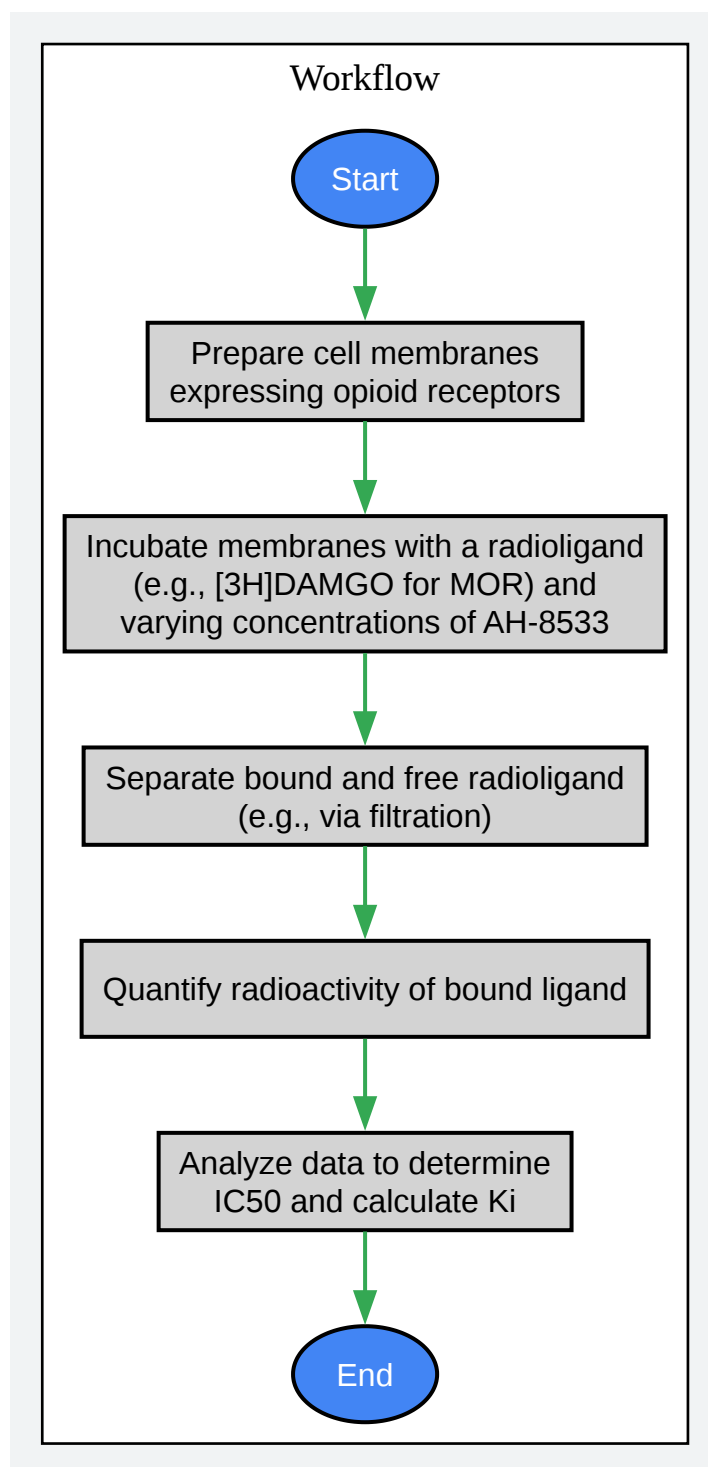 Workflow
Start
Prepare cell membranes
expressing opioid receptors
Incubate membranes with a radioligand
(e.g., [3H]DAMGO for MOR) and
varying concentrations of AH-8533
Separate bound and free radioligand
(e.g., via filtration)
Quantify radioactivity of bound ligand
Analyze data to determine
IC50 and calculate Ki
End